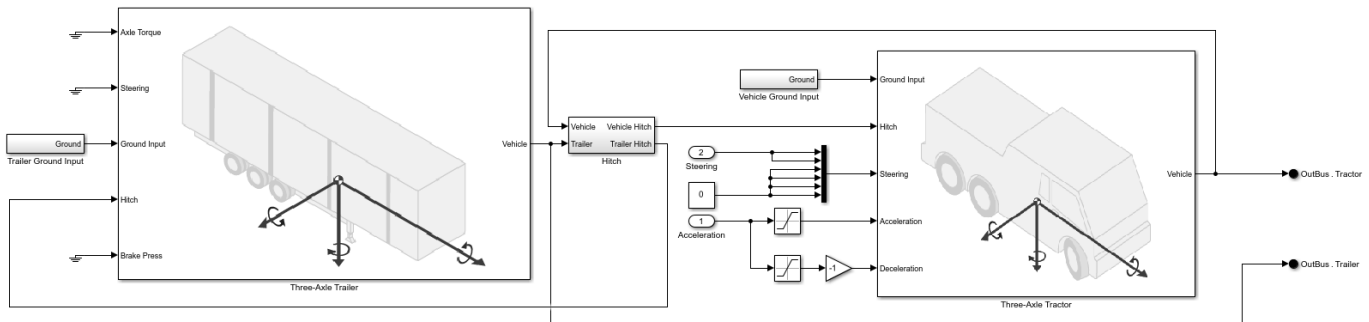 Axle Torque
Steering
Ground
Ground Input
Trailer Ground Input
Hitch
Brake Press
Vehicle
Three-Axle Trailer
Vehicle
Vehicle Hitch
Trailer
Trailer Hitch
Hitch
Ground
Ground Input
Vehicle Ground Input
Hitch
2
Steering
Steering
0
1
Acceleration
Acceleration
-1
Deceleration
Vehicle
Three-Axle Tractor
OutBus . Tractor
OutBus . Trailer